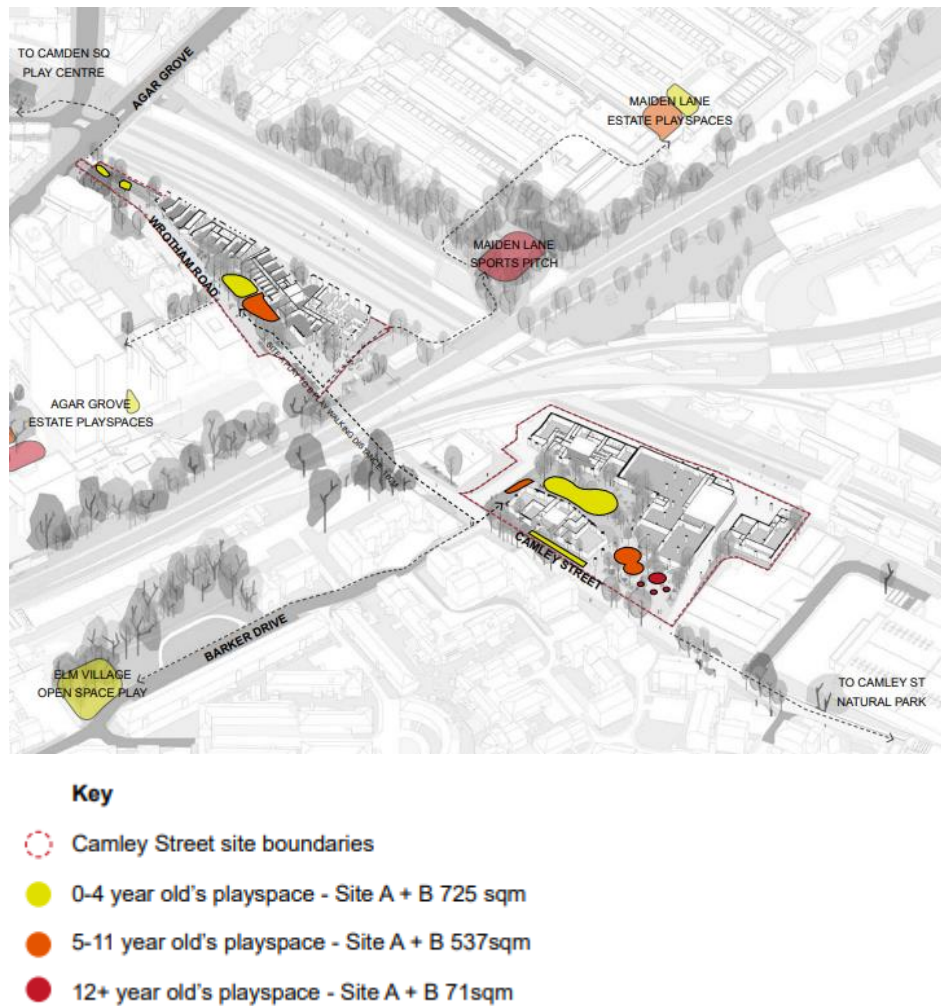 TO CAMDEN SQ
PLAY CENTRE
AGAR GROVE
MAIDEN LANE
ESTATE PLAYSPACES
WROTHAM ROAD
MAIDEN LANE
SPORTS PITCH
AGAR GROVE
ESTATE PLAYSPACES
CAMLEY STREET
BARKER DRIVE
ELM VILLAGE
OPEN SPACE PLAY
TO CAMLEY ST
NATURAL PARK
Key
Camley Street site boundaries
0-4 year old's playspace - Site A + B 725 sqm
5-11 year old's playspace - Site A + B 537sqm
12+ year old's playspace - Site A + B 71sqm